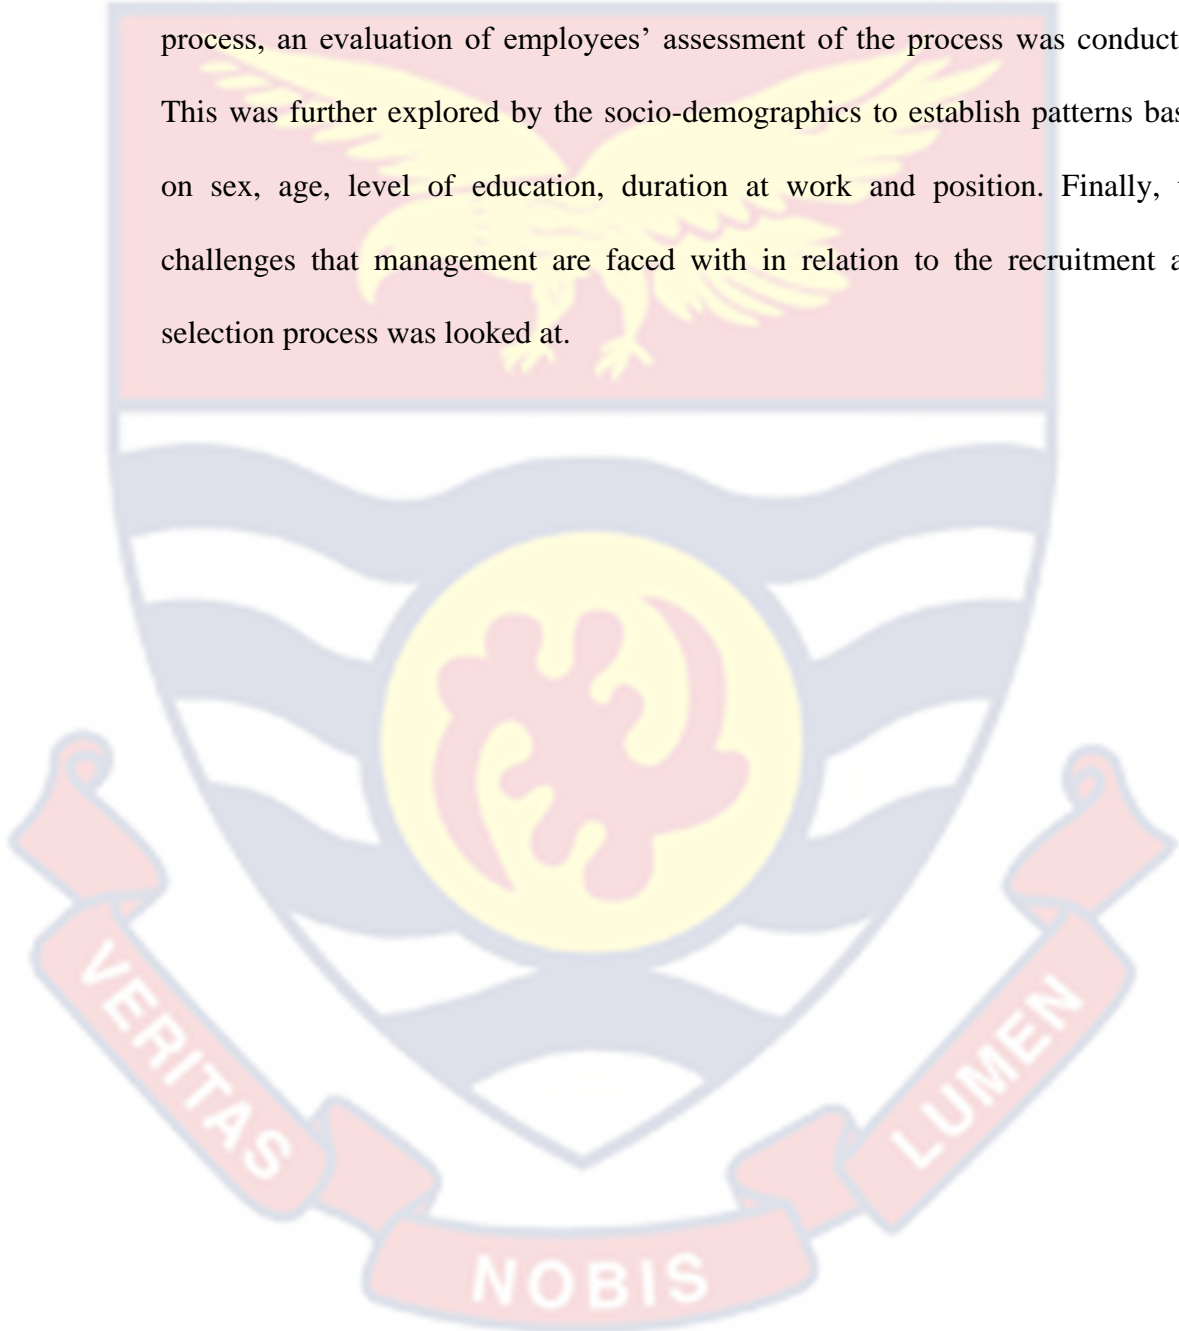 process, an evaluation of employees’ assessment of the process was conduct
This was further explored by the socio-demographics to establish patterns bas
on sex, age, level of education, duration at work and position. Finally, t
challenges that management are faced with in relation to the recruitment a
selection process was looked at.
VERITAS
NOBIS
LUMEN